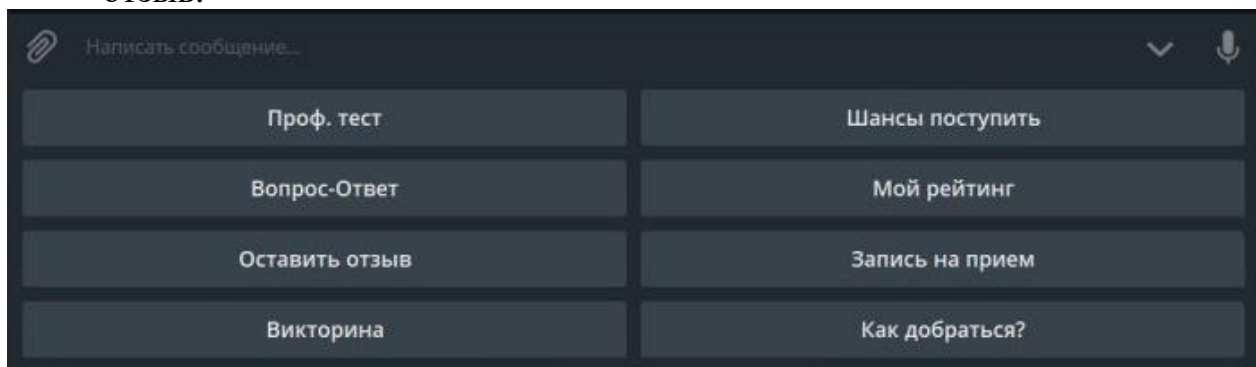 Написать сообщение...
Проф. тест
Шансы поступить
Вопрос-Ответ
Мой рейтинг
Оставить отзыв
Запись на прием
Викторина
Как добраться?